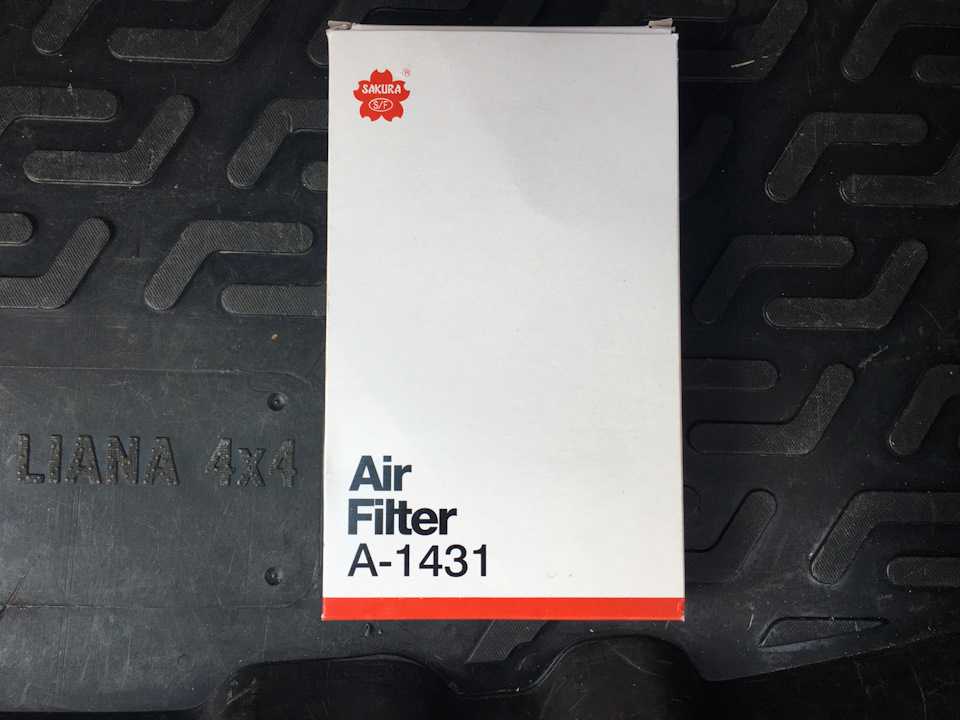 SAKURA ®
S/F
LIANA 4x4
Air
Filter
A-1431